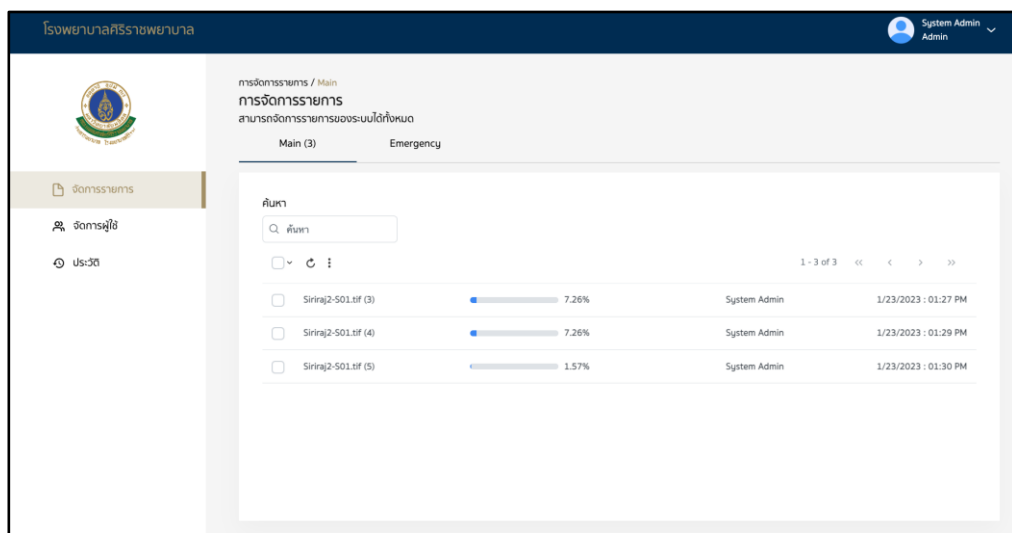 โรงพยาบาลศิริราชพยาบาล
System Admin
Admin
การจัดการรายการ / Main
การจัดการรายการ
สามารถจัดการรายการของระบบได้ทั้งหมด
Main (3) Emergency
จัดการรายการ
จัดการผู้ใช้
ประวัติ
ค้นหา
ค้นหา
1 - 3 of 3
Siriraj2-S01.tif (3) 7.26% System Admin 1/23/2023 : 01:27 PM
Siriraj2-S01.tif (4) 7.26% System Admin 1/23/2023 : 01:29 PM
Siriraj2-S01.tif (5) 1.57% System Admin 1/23/2023 : 01:30 PM